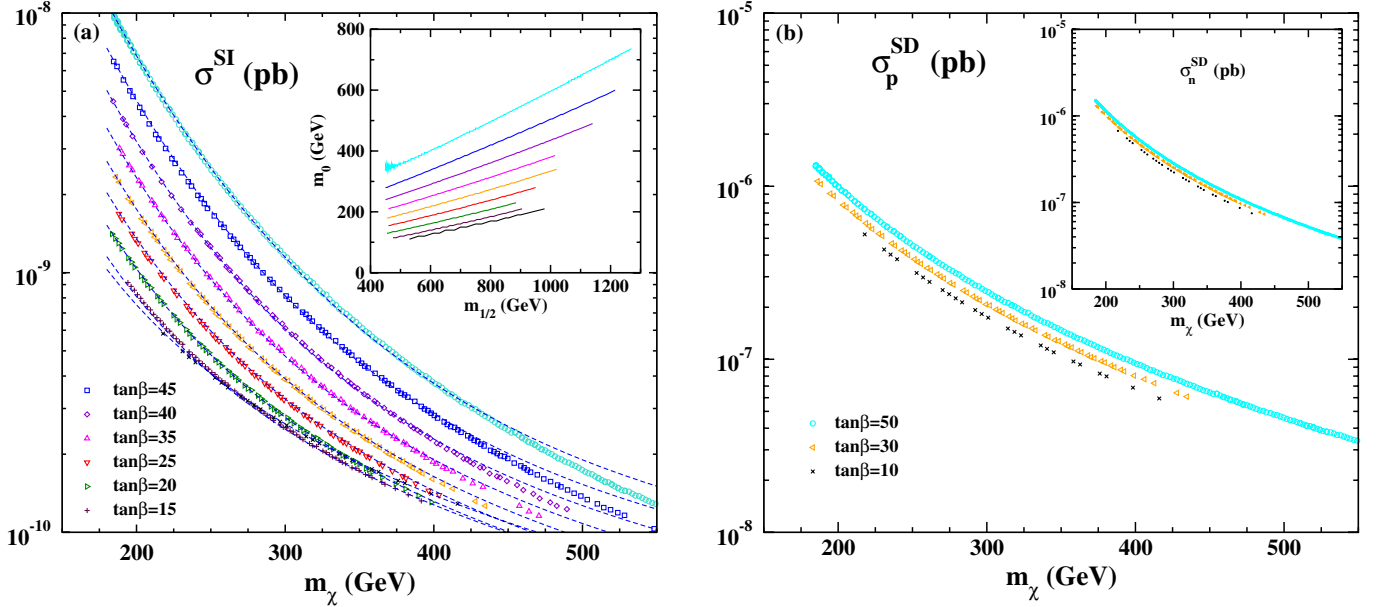 (a)
σ^SI (pb)
10^-8
10^-9
10^-10
200
300
400
500
m_χ (GeV)
tanβ=45
tanβ=40
tanβ=35
tanβ=25
tanβ=20
tanβ=15
800
600
400
200
0
m_0 (GeV)
400
600
800
1000
1200
m_1/2 (GeV)
(b)
σ_p^SD (pb)
10^-5
10^-6
10^-7
10^-8
200
300
400
500
m_χ (GeV)
tanβ=50
tanβ=30
tanβ=10
σ_n^SD (pb)
10^-5
10^-6
10^-7
10^-8
200
300
400
500
m_χ (GeV)